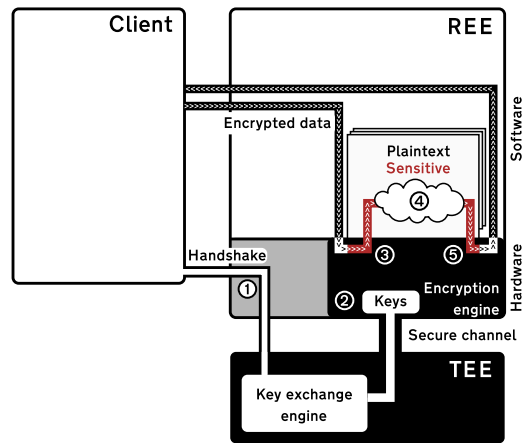 Client
REE
Encrypted data
Plaintext
Sensitive
④
Software
Handshake
③
⑤
①
②
Keys
Encryption
engine
Hardware
Secure channel
TEE
Key exchange
engine